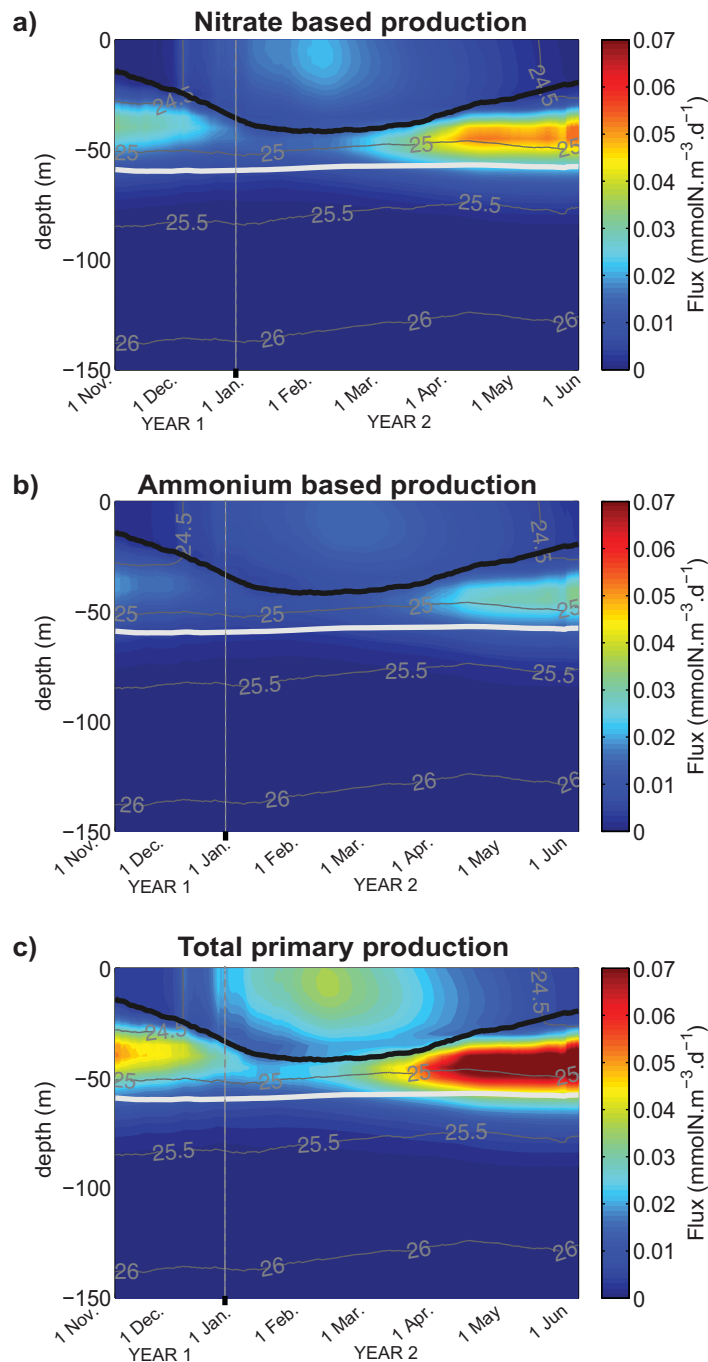 a) Nitrate based production
0
−50
−100
−150
depth (m)
24.5
24.5
25
25
25
25
25.5
25.5
25.5
26
26
26
26
1 Nov.
1 Dec.
1 Jan.
1 Feb.
1 Mar.
1 Apr.
1 May
1 Jun
YEAR 1
YEAR 2
0.07
0.06
0.05
0.04
0.03
0.02
0.01
0
Flux (mmolN.m⁻³.d⁻¹)
b) Ammonium based production
0
−50
−100
−150
depth (m)
24.5
24.5
25
25
25
25
25.5
25.5
25.5
26
26
26
26
1 Nov.
1 Dec.
1 Jan.
1 Feb.
1 Mar.
1 Apr.
1 May
1 Jun
YEAR 1
YEAR 2
0.07
0.06
0.05
0.04
0.03
0.02
0.01
0
Flux (mmolN.m⁻³.d⁻¹)
c) Total primary production
0
−50
−100
−150
depth (m)
24.5
24.5
25
25
25
25
25.5
25.5
25.5
26
26
26
26
1 Nov.
1 Dec.
1 Jan.
1 Feb.
1 Mar.
1 Apr.
1 May
1 Jun
YEAR 1
YEAR 2
0.07
0.06
0.05
0.04
0.03
0.02
0.01
0
Flux (mmolN.m⁻³.d⁻¹)